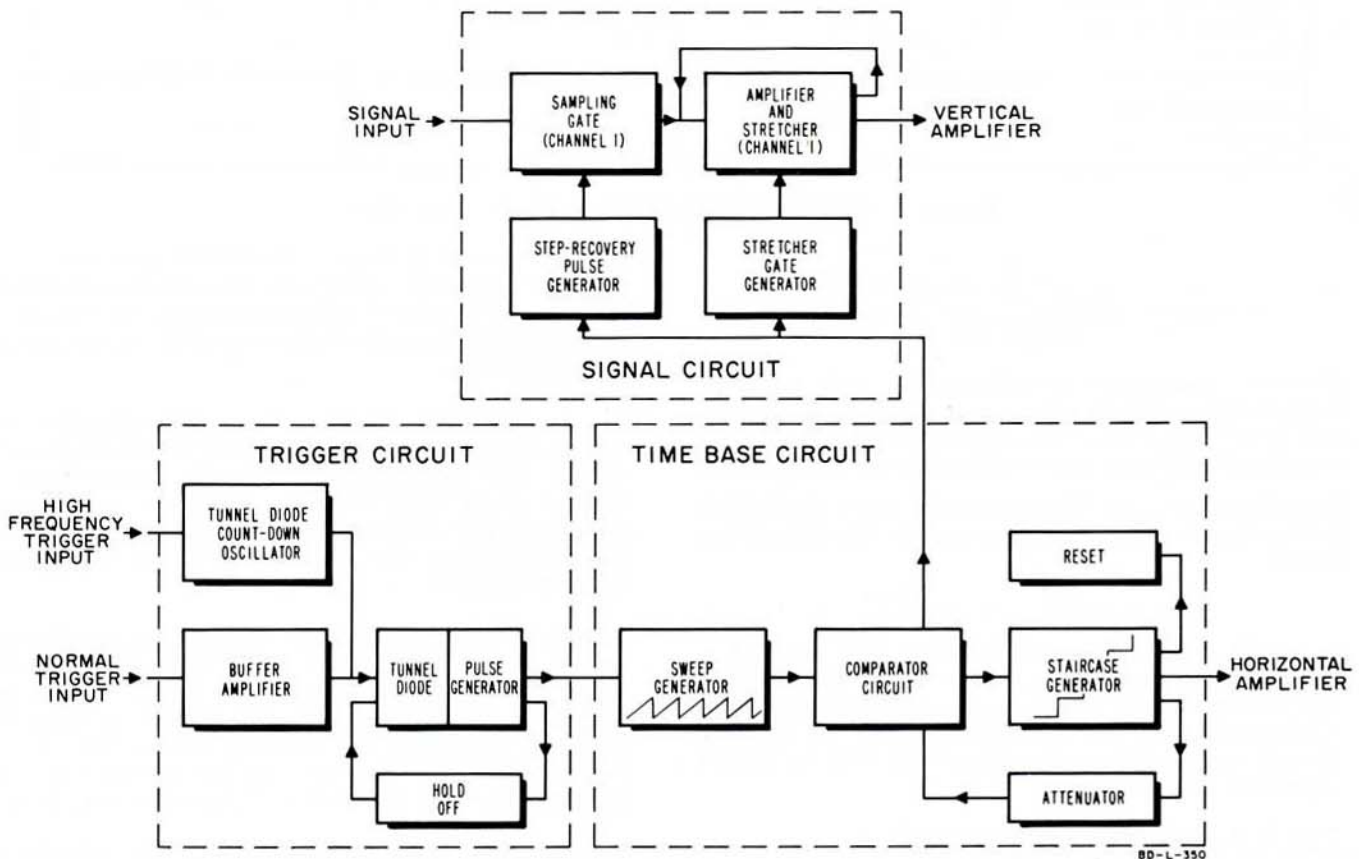 SIGNAL
INPUT
SAMPLING
GATE
(CHANNEL 1)
AMPLIFIER
AND
STRETCHER
(CHANNEL 1)
VERTICAL
AMPLIFIER
STEP-RECOVERY
PULSE
GENERATOR
STRETCHER
GATE
GENERATOR
SIGNAL CIRCUIT
TRIGGER CIRCUIT
HIGH
FREQUENCY
TRIGGER
INPUT
TUNNEL DIODE
COUNT-DOWN
OSCILLATOR
NORMAL
TRIGGER
INPUT
BUFFER
AMPLIFIER
TUNNEL
DIODE
PULSE
GENERATOR
HOLD
OFF
TIME BASE CIRCUIT
SWEEP
GENERATOR
COMPARATOR
CIRCUIT
RESET
STAIRCASE
GENERATOR
HORIZONTAL
AMPLIFIER
ATTENUATOR
BD-L-350